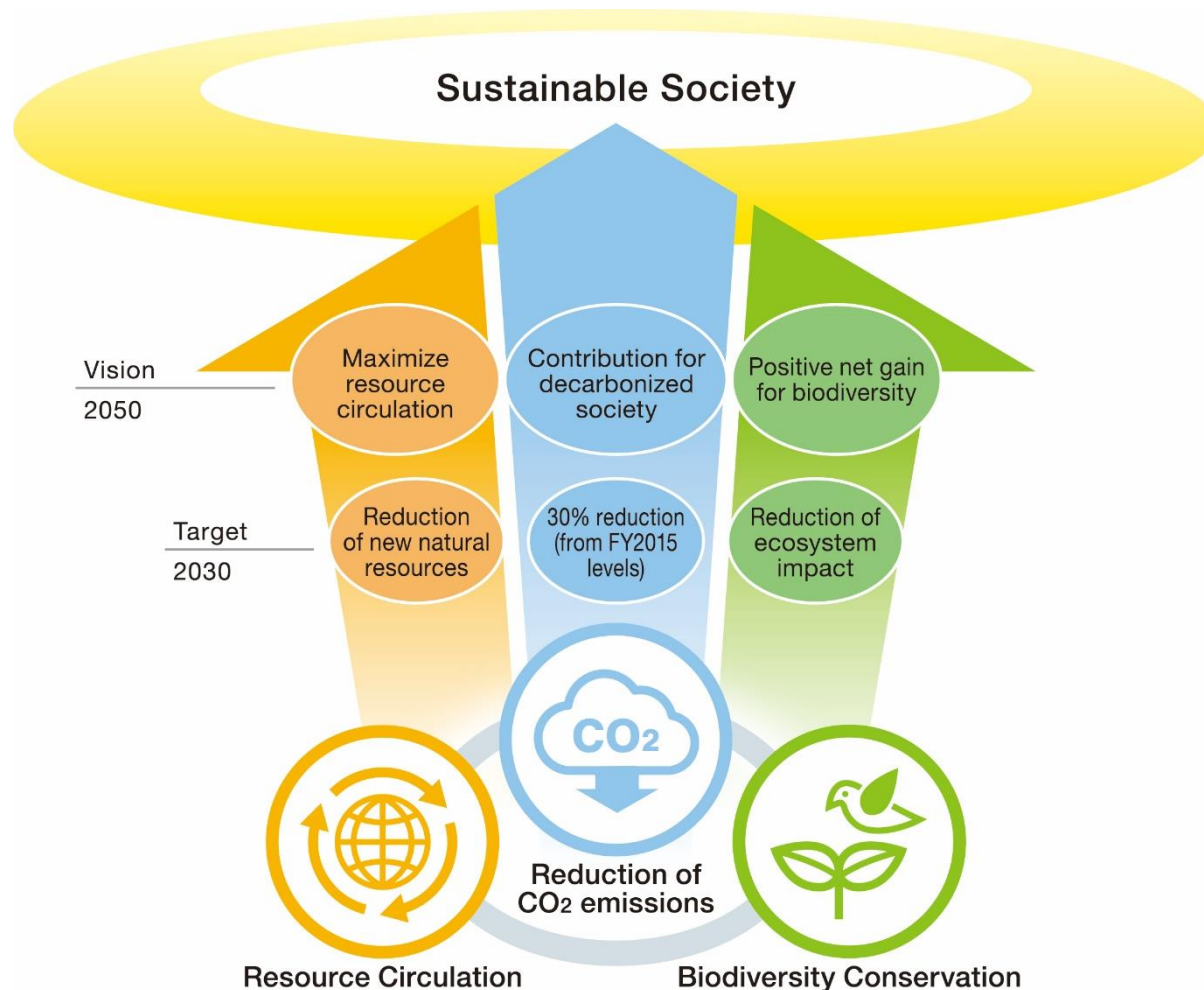 Sustainable Society
Vision
2050
Maximize
resource
circulation
Contribution for
decarbonized
society
Positive net gain
for biodiversity
Target
2030
Reduction
of new natural
resources
30% reduction
(from FY2015
levels)
Reduction of
ecosystem
impact
CO₂
Reduction of
CO₂ emissions
Resource Circulation
Biodiversity Conservation